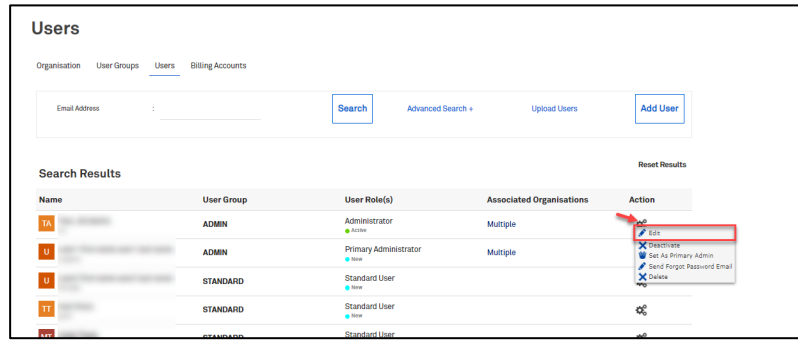 Users
Organisation User Groups Users Billing Accounts
Email Address : Search Advanced Search + Upload Users Add User
Reset Results
Search Results
Name User Group User Role(s) Associated Organisations Action
TA ADMIN Administrator Multiple
Active
Edit
Deactivate
Set As Primary Admin
Send Forgot Password Email
Delete
U ADMIN Primary Administrator Multiple
New
U STANDARD Standard User
New
TT STANDARD Standard User
New
MT STANDARD Standard User